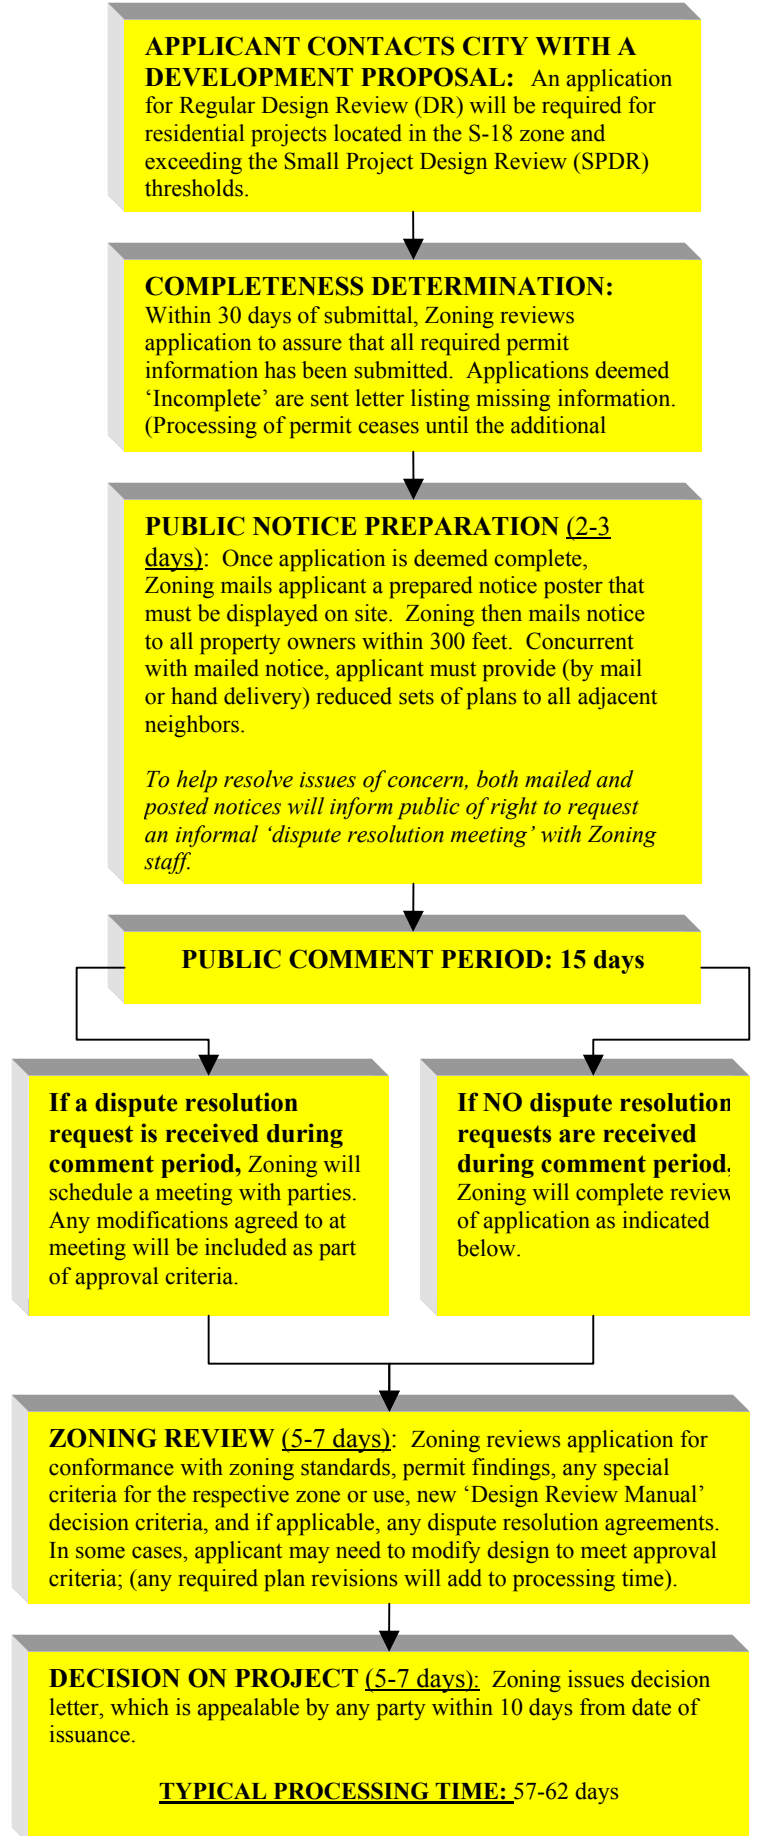 APPLICANT CONTACTS CITY WITH A
DEVELOPMENT PROPOSAL: An application
for Regular Design Review (DR) will be required for
residential projects located in the S-18 zone and
exceeding the Small Project Design Review (SPDR)
thresholds.
COMPLETENESS DETERMINATION:
Within 30 days of submittal, Zoning reviews
application to assure that all required permit
information has been submitted. Applications deemed
‘Incomplete’ are sent letter listing missing information.
(Processing of permit ceases until the additional
PUBLIC NOTICE PREPARATION (2-3
days): Once application is deemed complete,
Zoning mails applicant a prepared notice poster that
must be displayed on site. Zoning then mails notice
to all property owners within 300 feet. Concurrent
with mailed notice, applicant must provide (by mail
or hand delivery) reduced sets of plans to all adjacent
neighbors.
To help resolve issues of concern, both mailed and
posted notices will inform public of right to request
an informal ‘dispute resolution meeting’ with Zoning
staff.
PUBLIC COMMENT PERIOD: 15 days
If a dispute resolution
request is received during
comment period, Zoning will
schedule a meeting with parties.
Any modifications agreed to at
meeting will be included as part
of approval criteria.
If NO dispute resolution
requests are received
during comment period,
Zoning will complete review
of application as indicated
below.
ZONING REVIEW (5-7 days): Zoning reviews application for
conformance with zoning standards, permit findings, any special
criteria for the respective zone or use, new ‘Design Review Manual’
decision criteria, and if applicable, any dispute resolution agreements.
In some cases, applicant may need to modify design to meet approval
criteria; (any required plan revisions will add to processing time).
DECISION ON PROJECT (5-7 days): Zoning issues decision
letter, which is appealable by any party within 10 days from date of
issuance.
TYPICAL PROCESSING TIME: 57-62 days